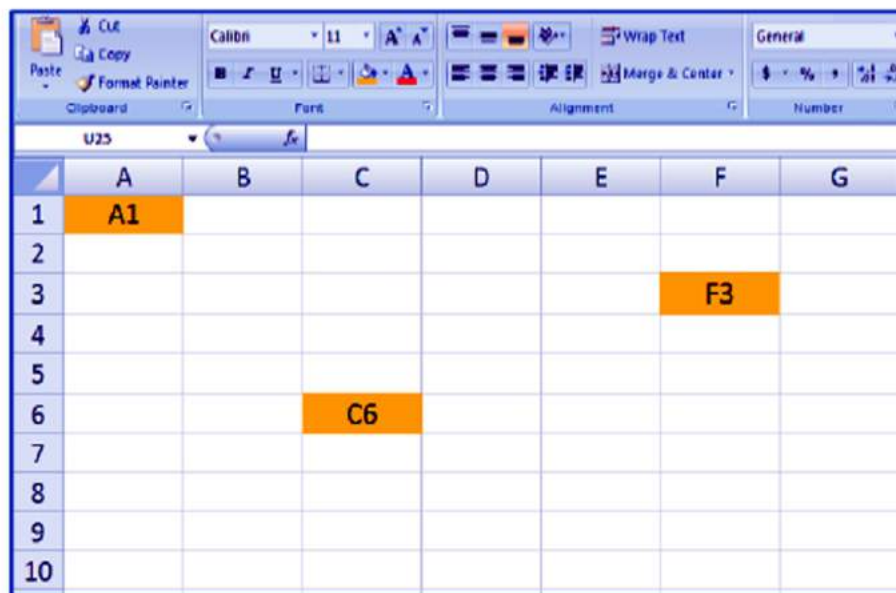 Cut
Copy
Paste
Format Painter
Clipboard
Calibri
11
A A
B I U
A
Font
Wrap Text
Merge & Center
Alignment
General
$ % ,
Number
U25
fx
A B C D E F G
1 A1
2
3 F3
4
5
6 C6
7
8
9
10